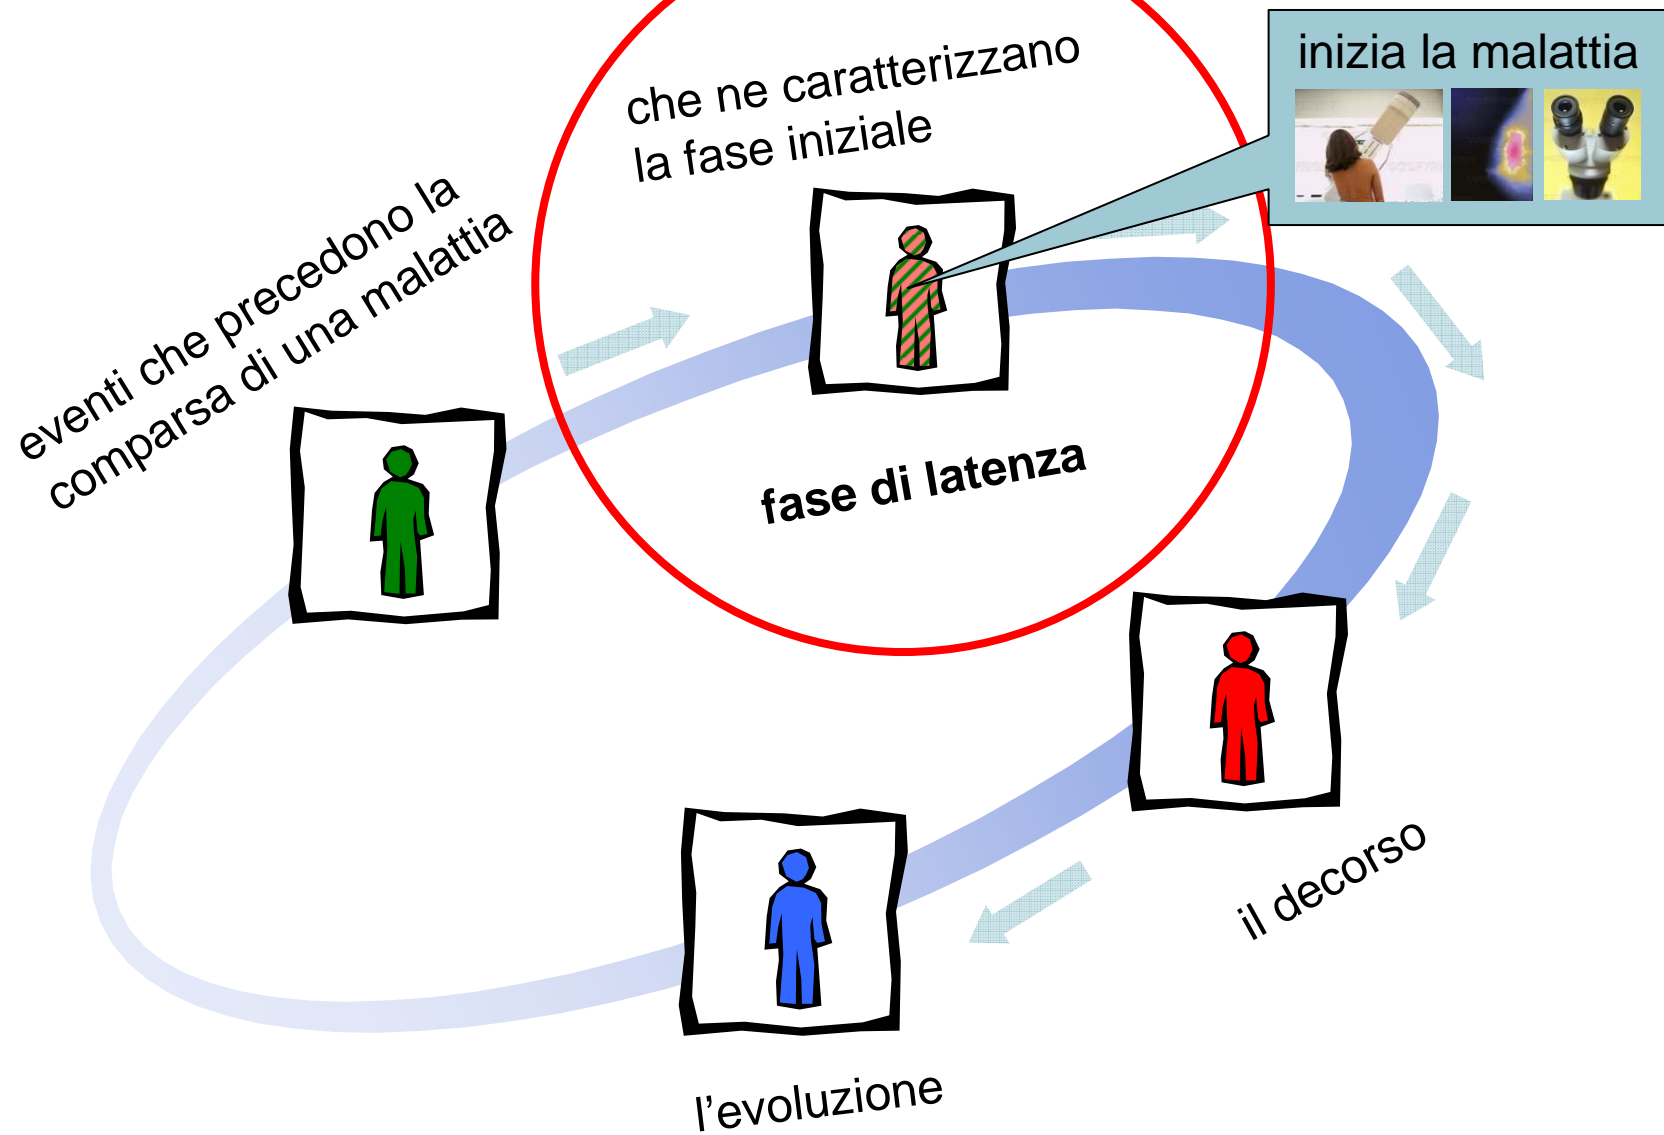 eventi che precedono la
comparsa di una malattia
che ne caratterizzano
la fase iniziale
inizia la malattia
fase di latenza
il decorso
l’evoluzione